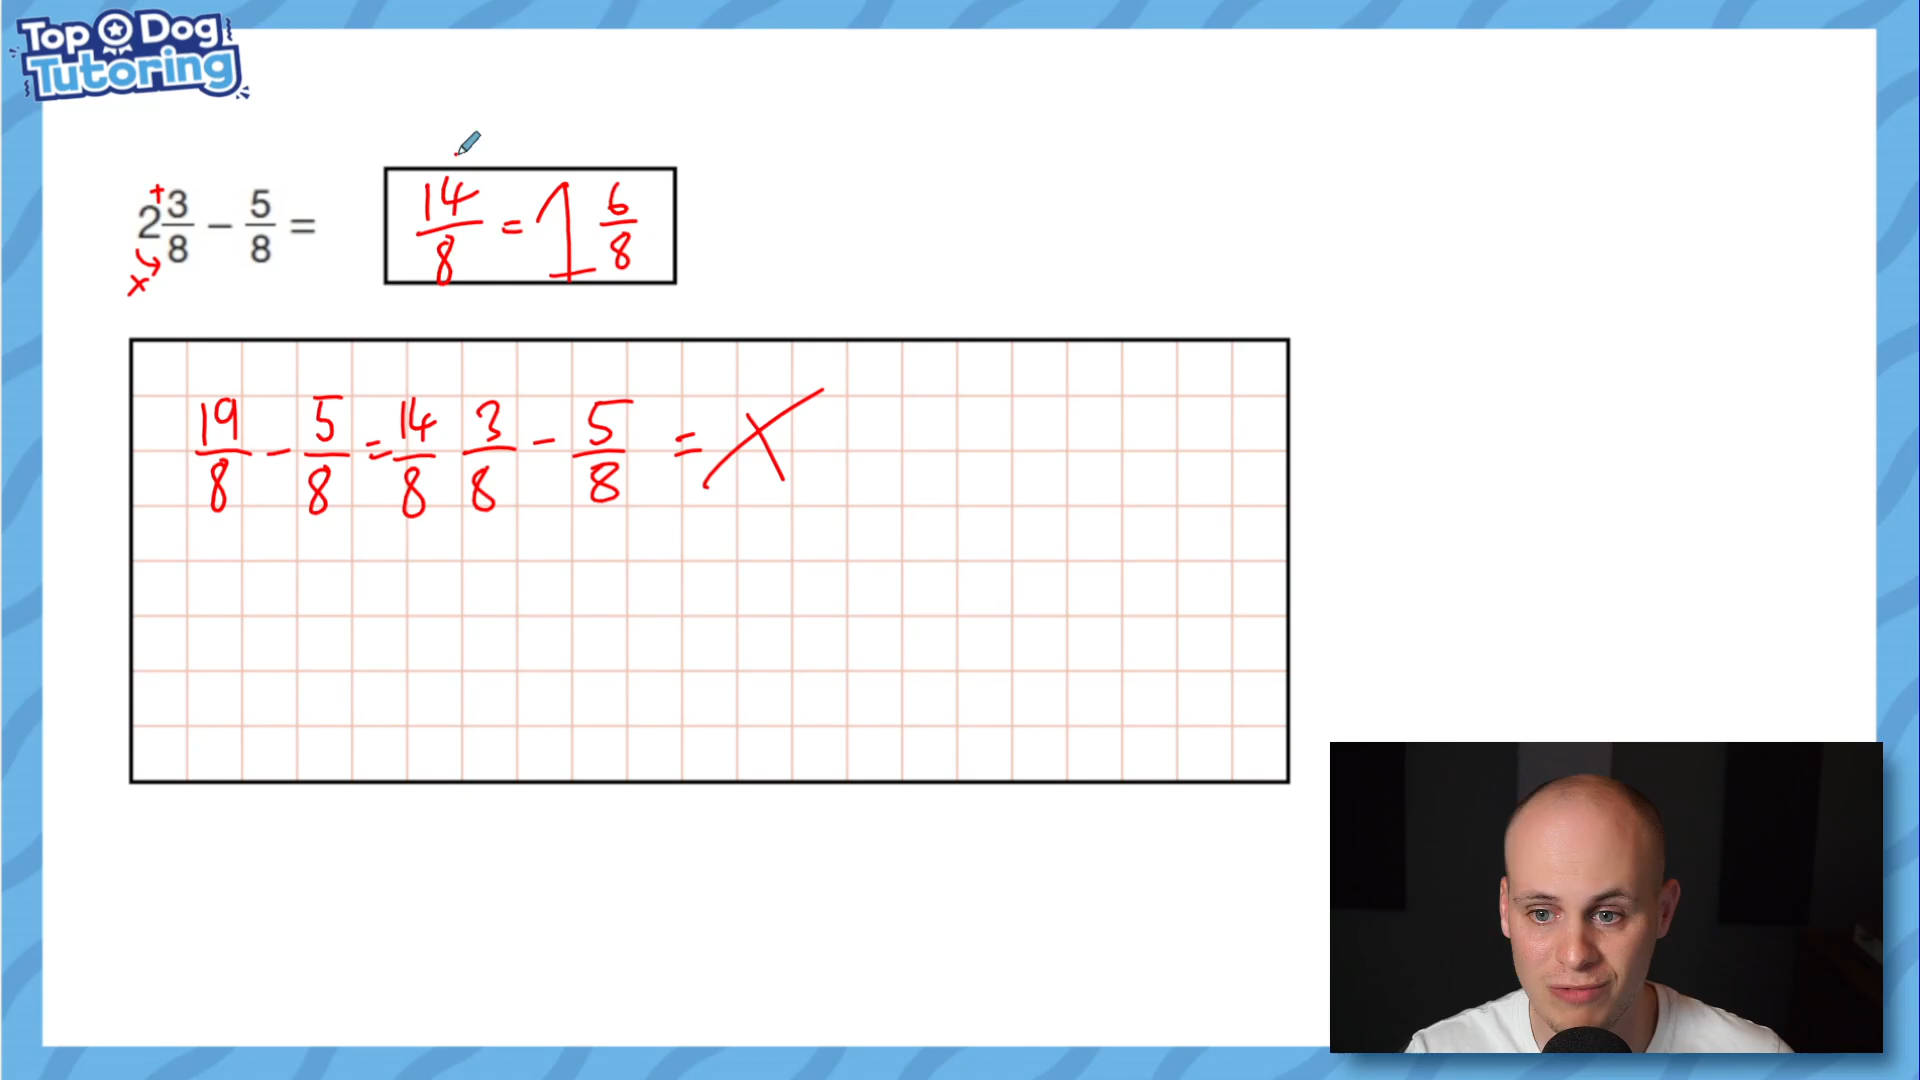 Top Dog
Tutoring
2 3/8 − 5/8 =
14/8 = 1 6/8
+
x
19/8 − 5/8 = 14/8 3/8 − 5/8 = X